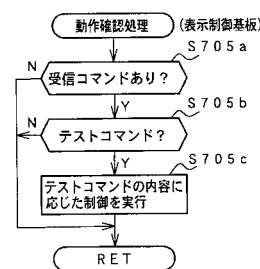 動作確認処理
(表示制御基板)
S705a
N
受信コマンドあり?
Y
S705b
N
テストコマンド?
Y
S705c
テストコマンドの内容に
応じた制御を実行
RET